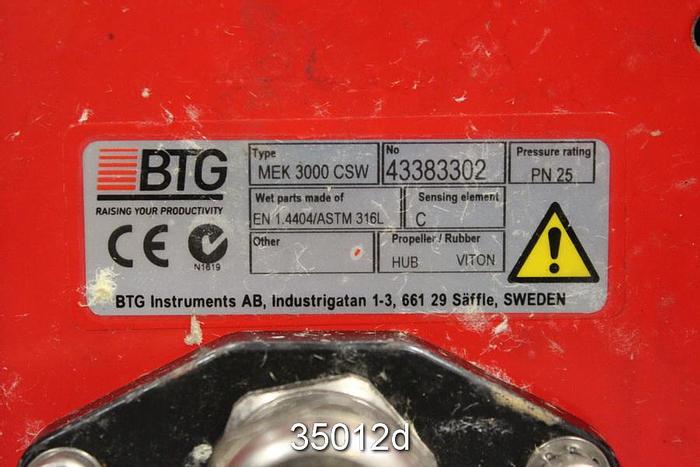 BTG
RAISING YOUR PRODUCTIVITY
CE N1619
Type No Pressure rating
MEK 3000 CSW 43383302 PN 25
Wet parts made of Sensing element
EN 1.4404/ASTM 316L C
Other Propeller / Rubber
HUB VITON
BTG Instruments AB, Industrigatan 1-3, 661 29 Säffle, SWEDEN
35012d